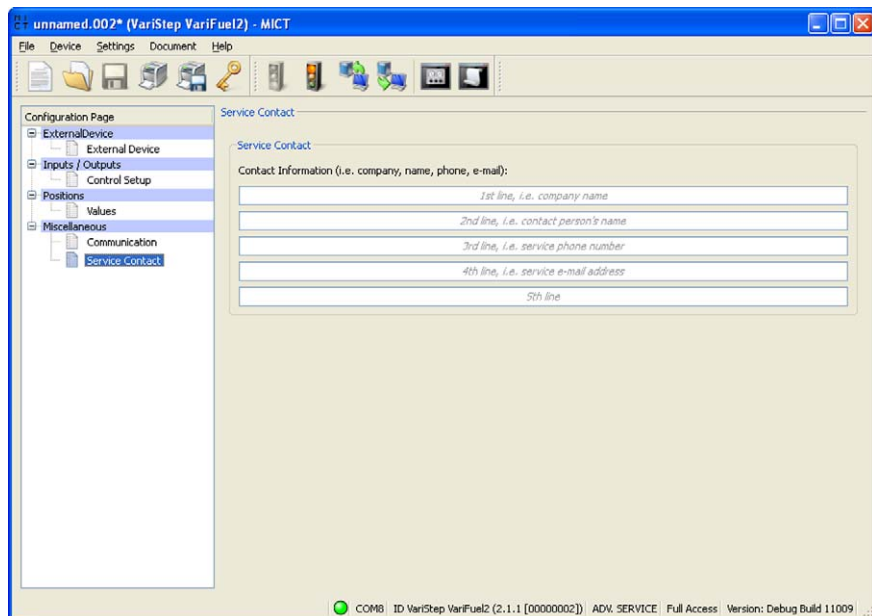 unnamed.002* (VariStep VariFuel2) - MICT
File Device Settings Document Help
Configuration Page
ExternalDevice
External Device
Inputs / Outputs
Control Setup
Positions
Values
Miscellaneous
Communication
Service Contact
Service Contact
Service Contact
Contact Information (i.e. company, name, phone, e-mail):
1st line, i.e. company name
2nd line, i.e. contact person's name
3rd line, i.e. service phone number
4th line, i.e. service e-mail address
5th line
COM8 ID VariStep VariFuel2 (2.1.1 [00000002]) ADV. SERVICE Full Access Version: Debug Build 11009